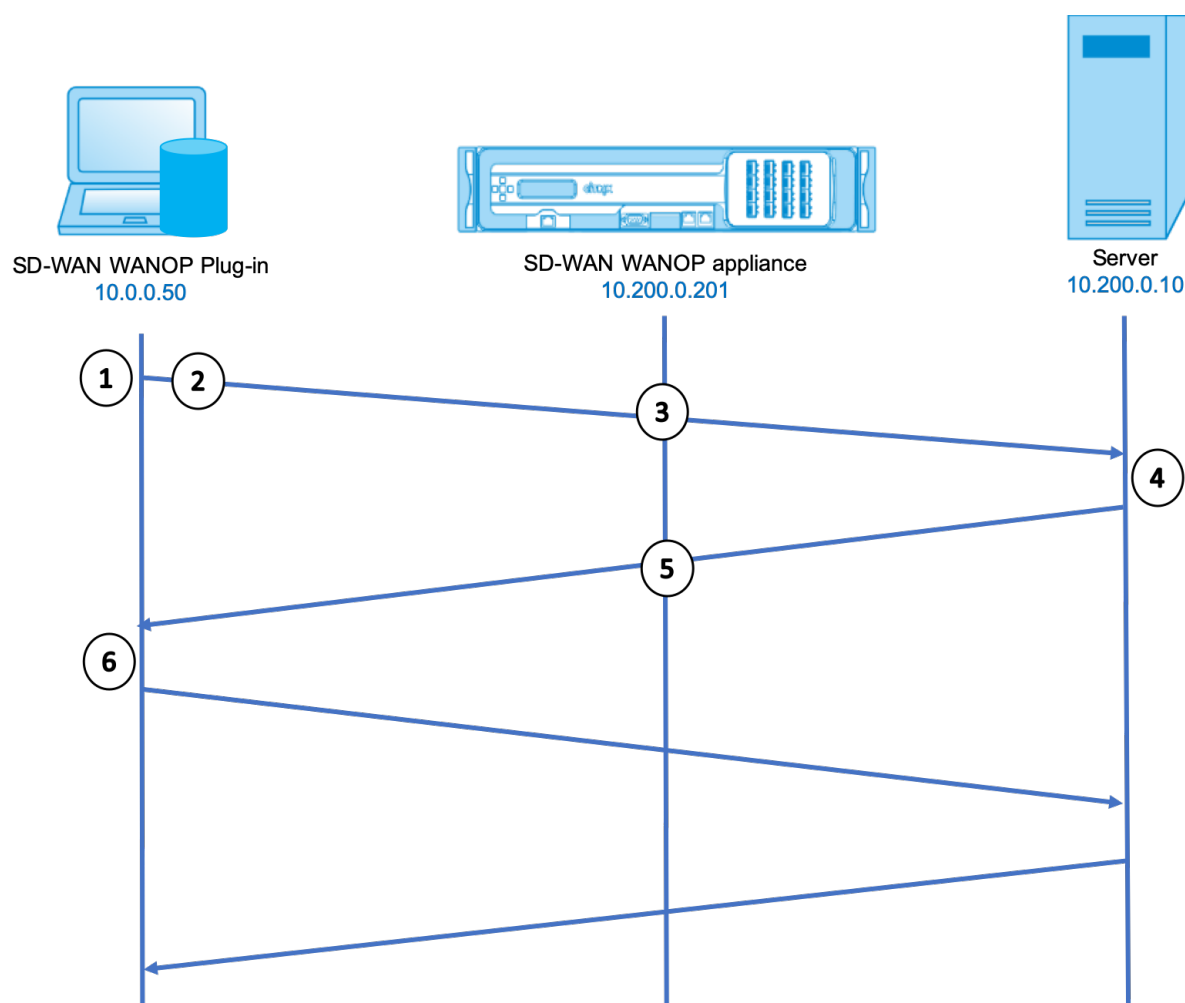 SD-WAN WANOP Plug-in
10.0.0.50
citrix
SD-WAN WANOP appliance
10.200.0.201
Server
10.200.0.10
1
2
3
4
5
6